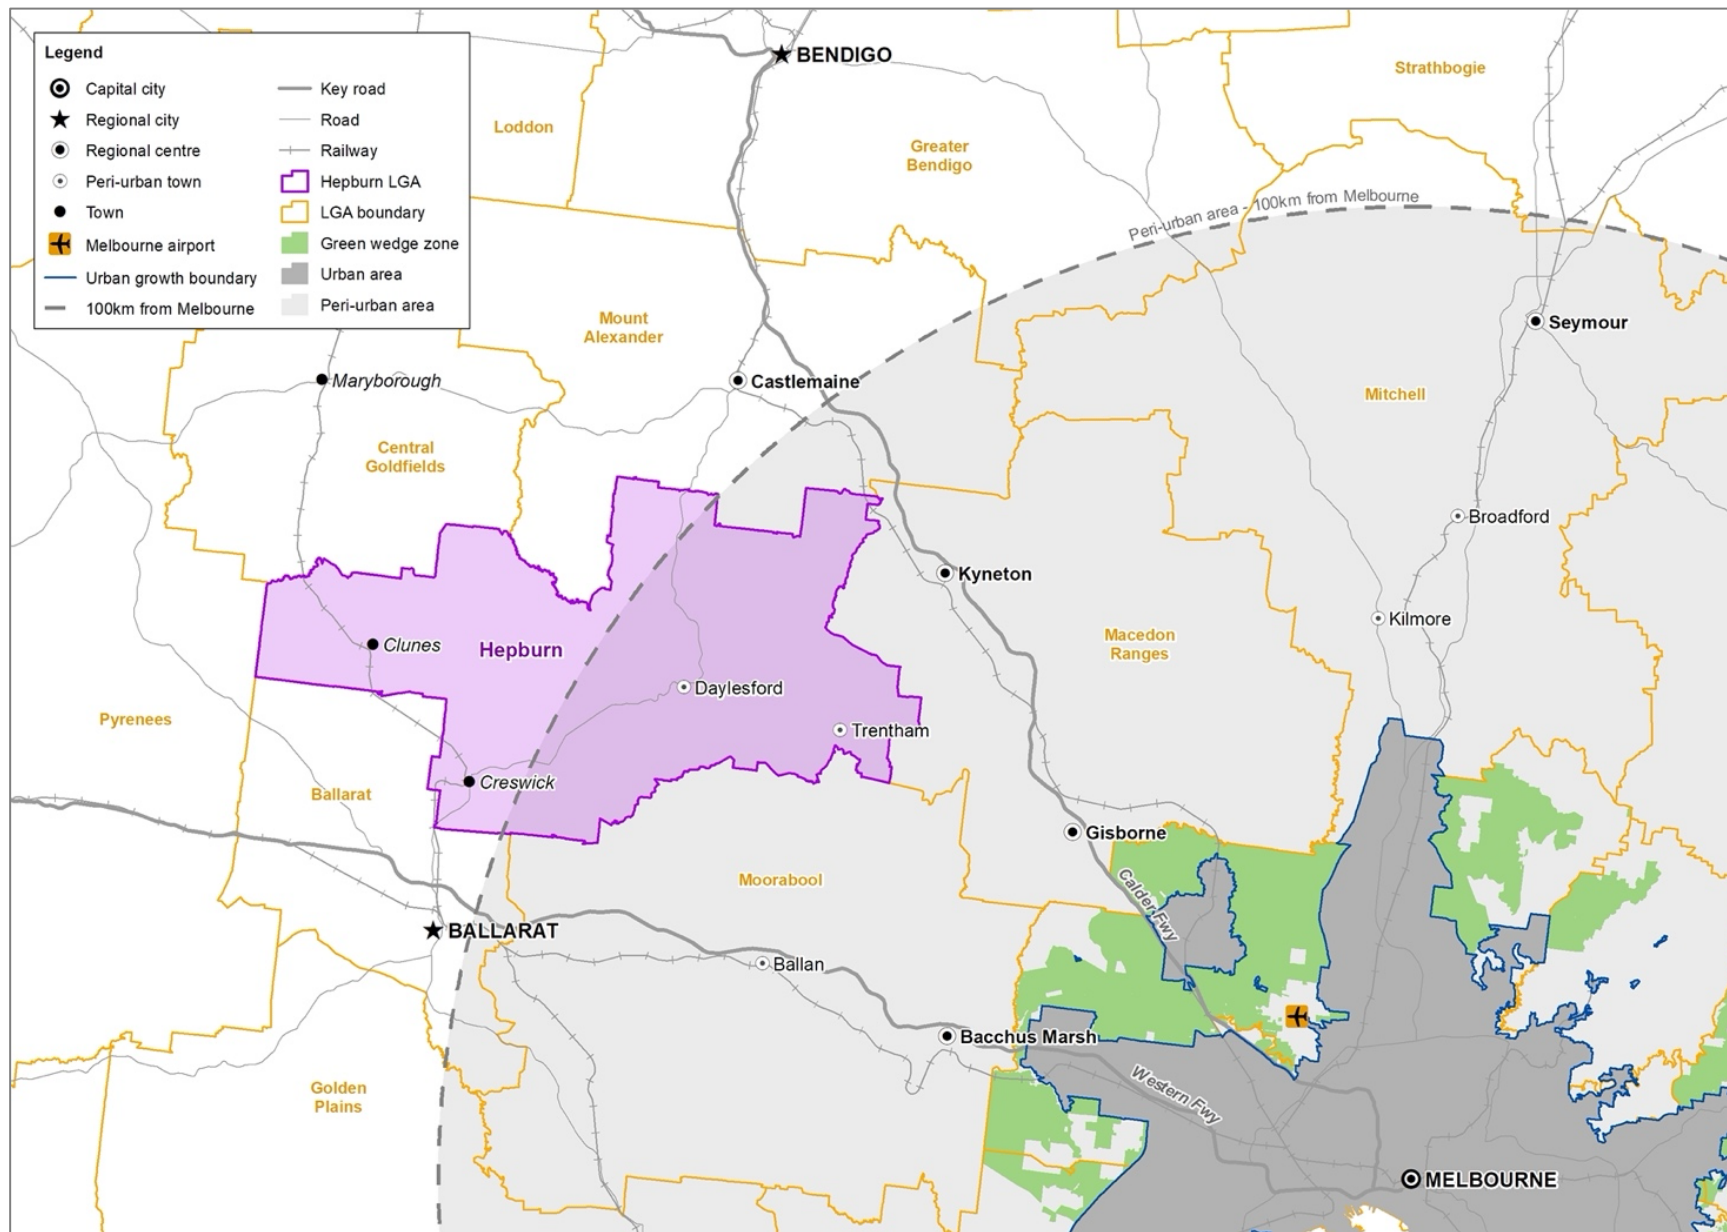 Legend
Capital city
Regional city
Regional centre
Peri-urban town
Town
Melbourne airport
Urban growth boundary
100km from Melbourne
Key road
Road
Railway
Hepburn LGA
LGA boundary
Green wedge zone
Urban area
Peri-urban area
BENDIGO
Strathbogie
Loddon
Greater
Bendigo
Peri-urban area - 100km from Melbourne
Mount
Alexander
Seymour
Maryborough
Castlemaine
Mitchell
Central
Goldfields
Broadford
Kyneton
Kilmore
Clunes
Hepburn
Macedon
Ranges
Daylesford
Pyrenees
Trentham
Creswick
Ballarat
Gisborne
Moorabool
Calder Fwy
BALLARAT
Ballan
Bacchus Marsh
Golden
Plains
Western Fwy
MELBOURNE